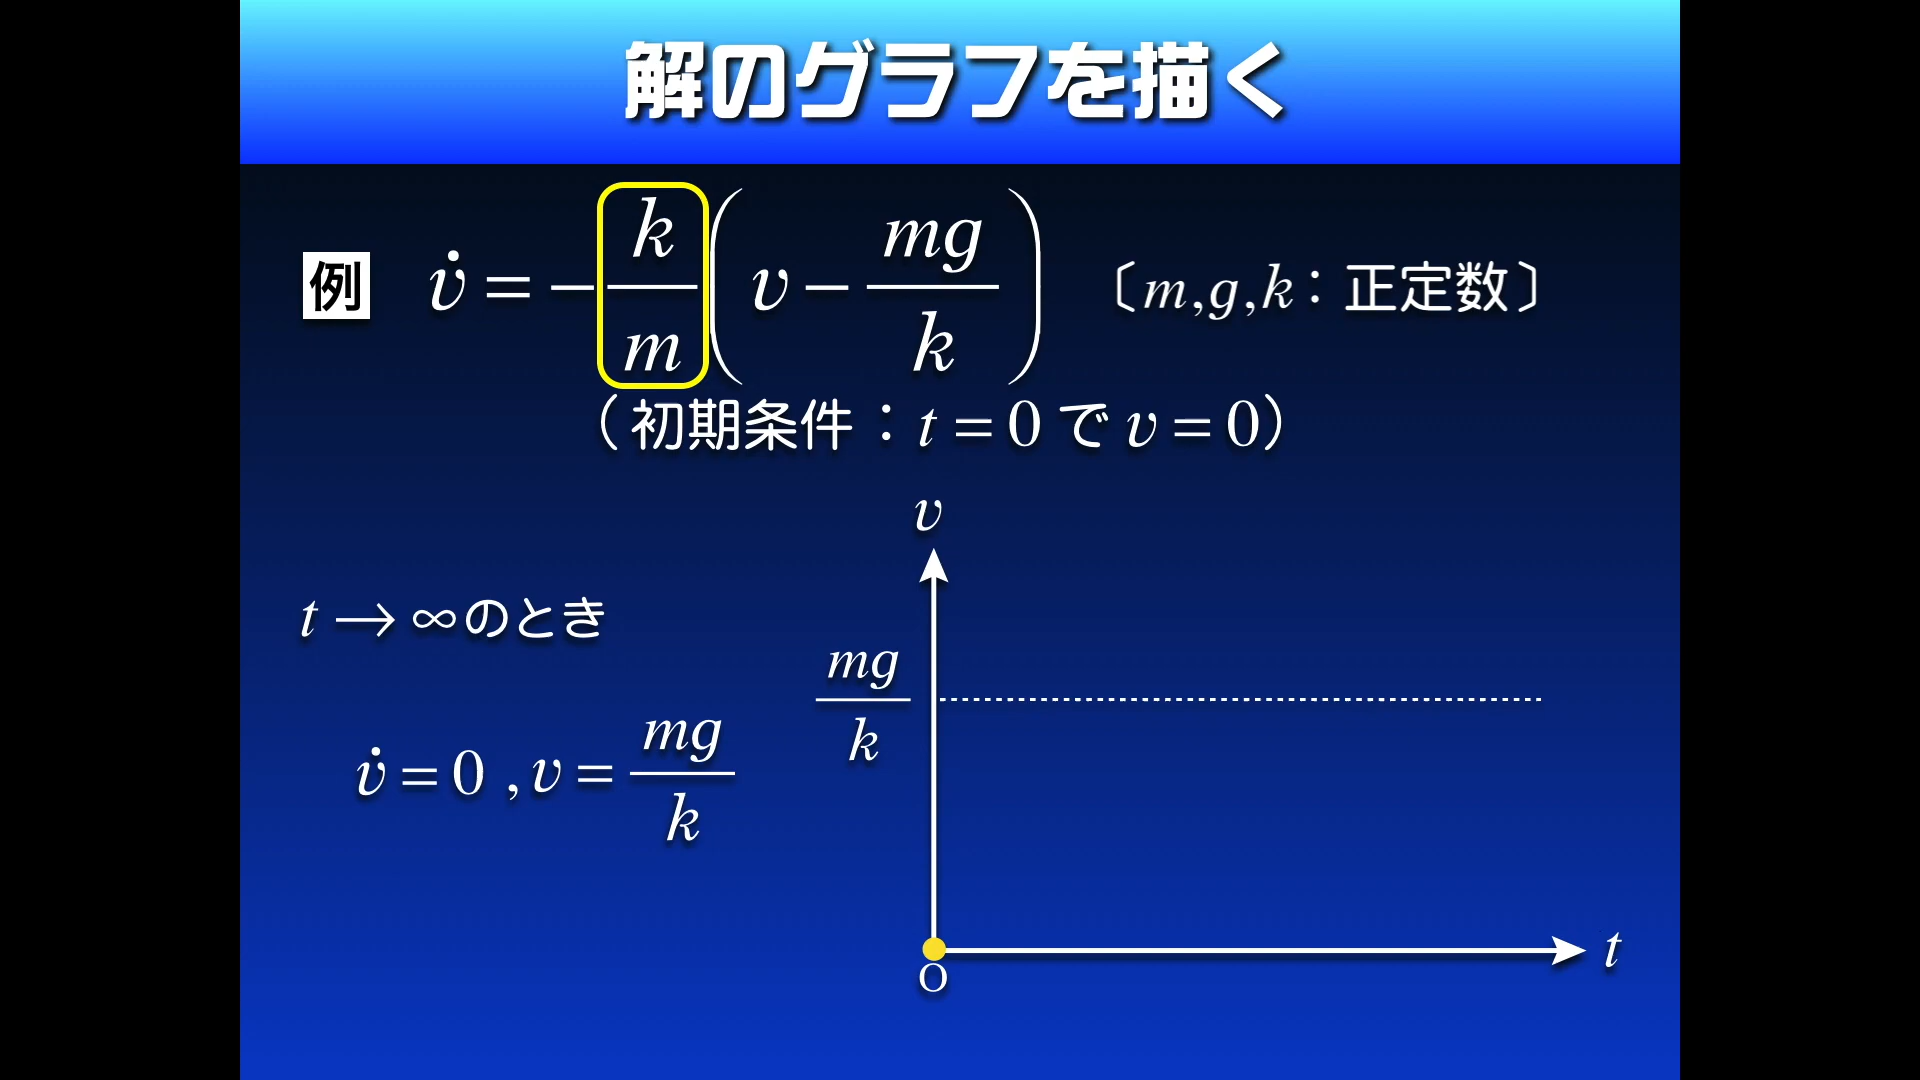 解のグラフを描く
例 v̇ = −k/m(v − mg/k) 〔m,g,k：正定数〕
（初期条件：t = 0 で v = 0）
v
t → ∞のとき
mg/k
v̇ = 0 , v = mg/k
t
O